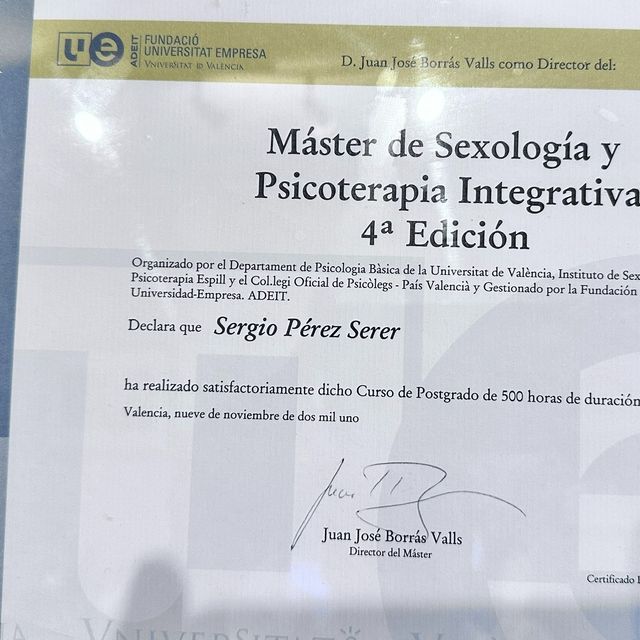 ue
ADEIT
FUNDACIÓ
UNIVERSITAT EMPRESA
VNIVERSITAT ID VALÈNCIA
D. Juan José Borrás Valls como Director del:
Máster de Sexología y
Psicoterapia Integrativa
4ª Edición
Organizado por el Departament de Psicologia Bàsica de la Universitat de València, Instituto de Sex
Psicoterapia Espill y el Col.legi Oficial de Psicòlegs - País Valencià y Gestionado por la Fundación
Universidad-Empresa. ADEIT.
Declara que Sergio Pérez Serer
ha realizado satisfactoriamente dicho Curso de Postgrado de 500 horas de duración
Valencia, nueve de noviembre de dos mil uno
Juan José Borrás Valls
Director del Máster
Certificado
VNIVERSITAT